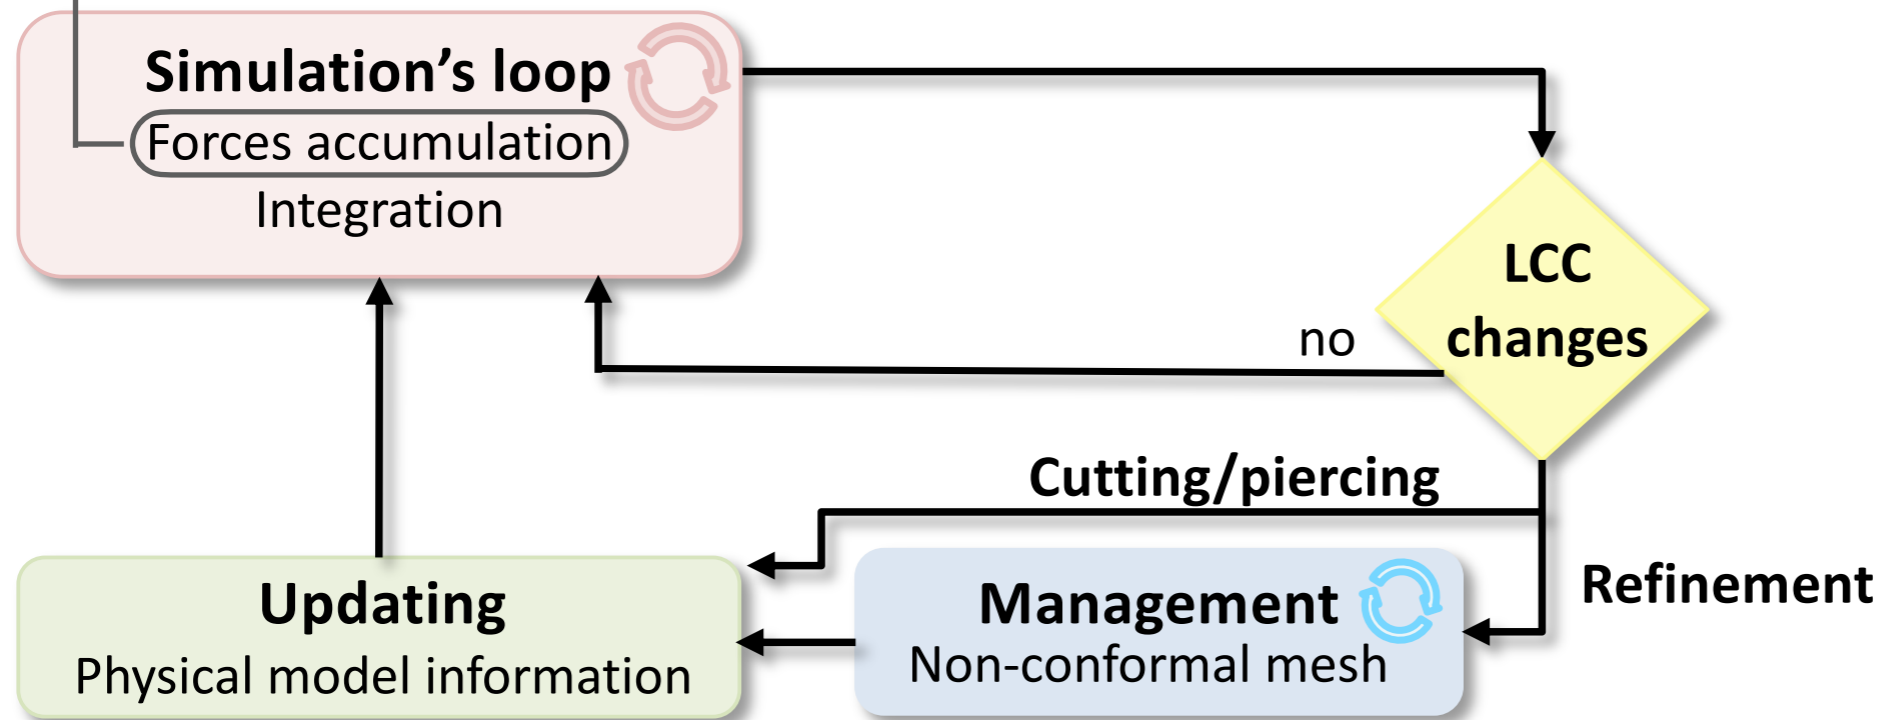 Simulation’s loop
Forces accumulation
Integration
LCC
changes
no
Cutting/piercing
Refinement
Updating
Physical model information
Management
Non-conformal mesh